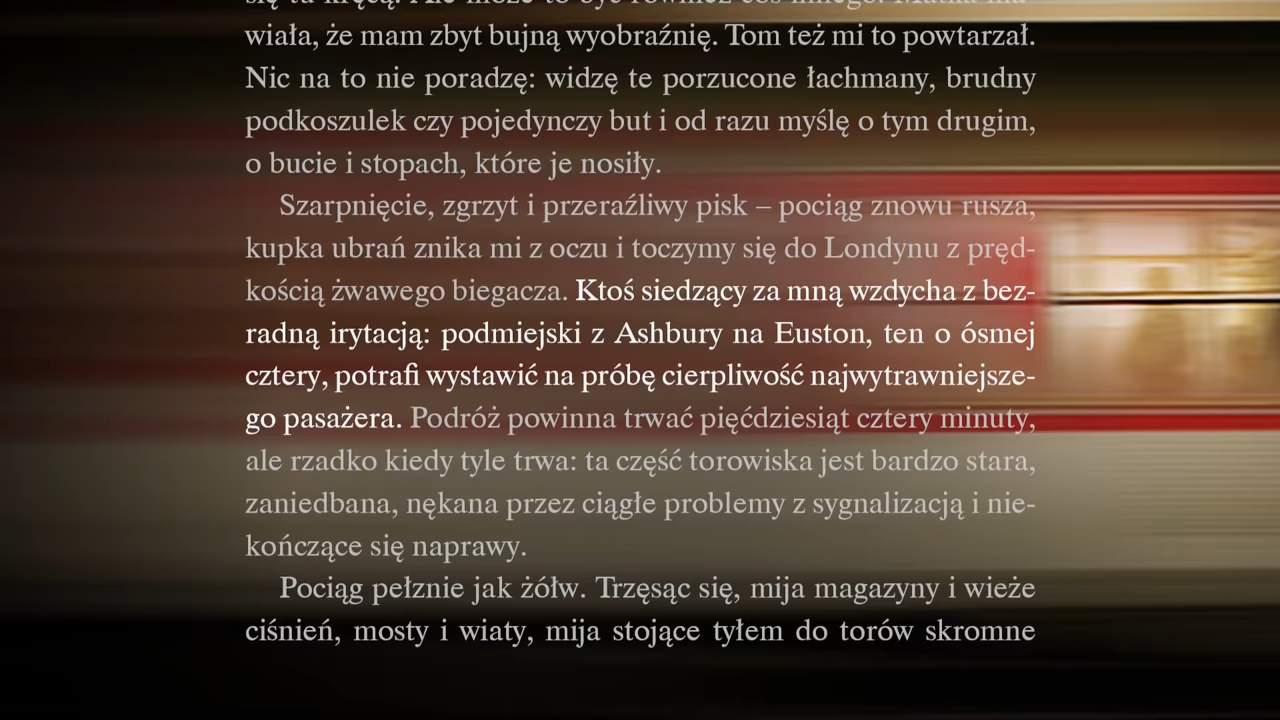 wiała, że mam zbyt bujną wyobraźnię. Tom też mi to powtarzał.
Nic na to nie poradzę: widzę te porzucone łachmany, brudny
podkoszulek czy pojedynczy but i od razu myślę o tym drugim,
o bucie i stopach, które je nosiły.
Szarpnięcie, zgrzyt i przeraźliwy pisk – pociąg znowu rusza,
kupka ubrań znika mi z oczu i toczymy się do Londynu z pręd-
kością żwawego biegacza. Ktoś siedzący za mną wzdycha z bez-
radną irytacją: podmiejski z Ashbury na Euston, ten o ósmej
cztery, potrafi wystawić na próbę cierpliwość najwytrawniejsze-
go pasażera. Podróż powinna trwać pięćdziesiąt cztery minuty,
ale rzadko kiedy tyle trwa: ta część torowiska jest bardzo stara,
zaniedbana, nękana przez ciągłe problemy z sygnalizacją i nie-
kończące się naprawy.
Pociąg pełznie jak żółw. Trzęsąc się, mija magazyny i wieże
ciśnień, mosty i wiaty, mija stojące tyłem do torów skromne